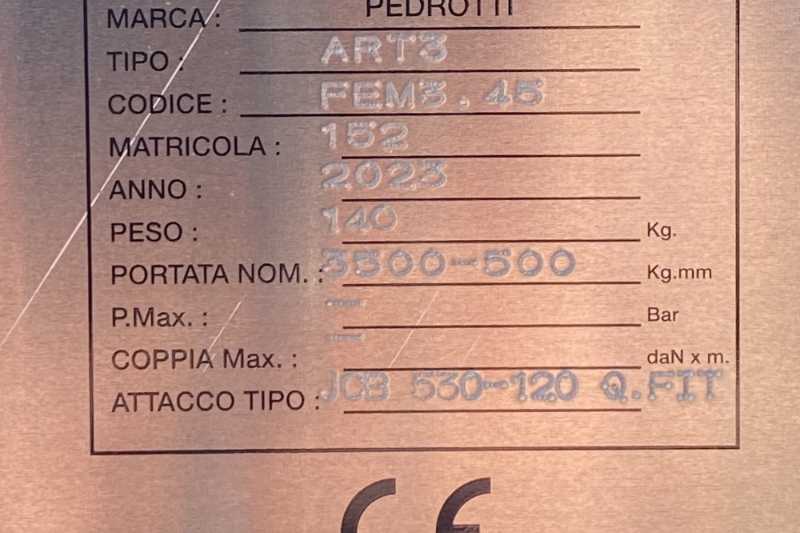 MARCA : PEDROTTI
TIPO : ART3
CODICE : FEM3.45
MATRICOLA : 152
ANNO : 2023
PESO : 140 Kg.
PORTATA NOM. : 3500-500 Kg.mm
P.Max. : --- Bar
COPPIA Max. : --- daN x m.
ATTACCO TIPO : JCB 530-120 Q.FIT
CE